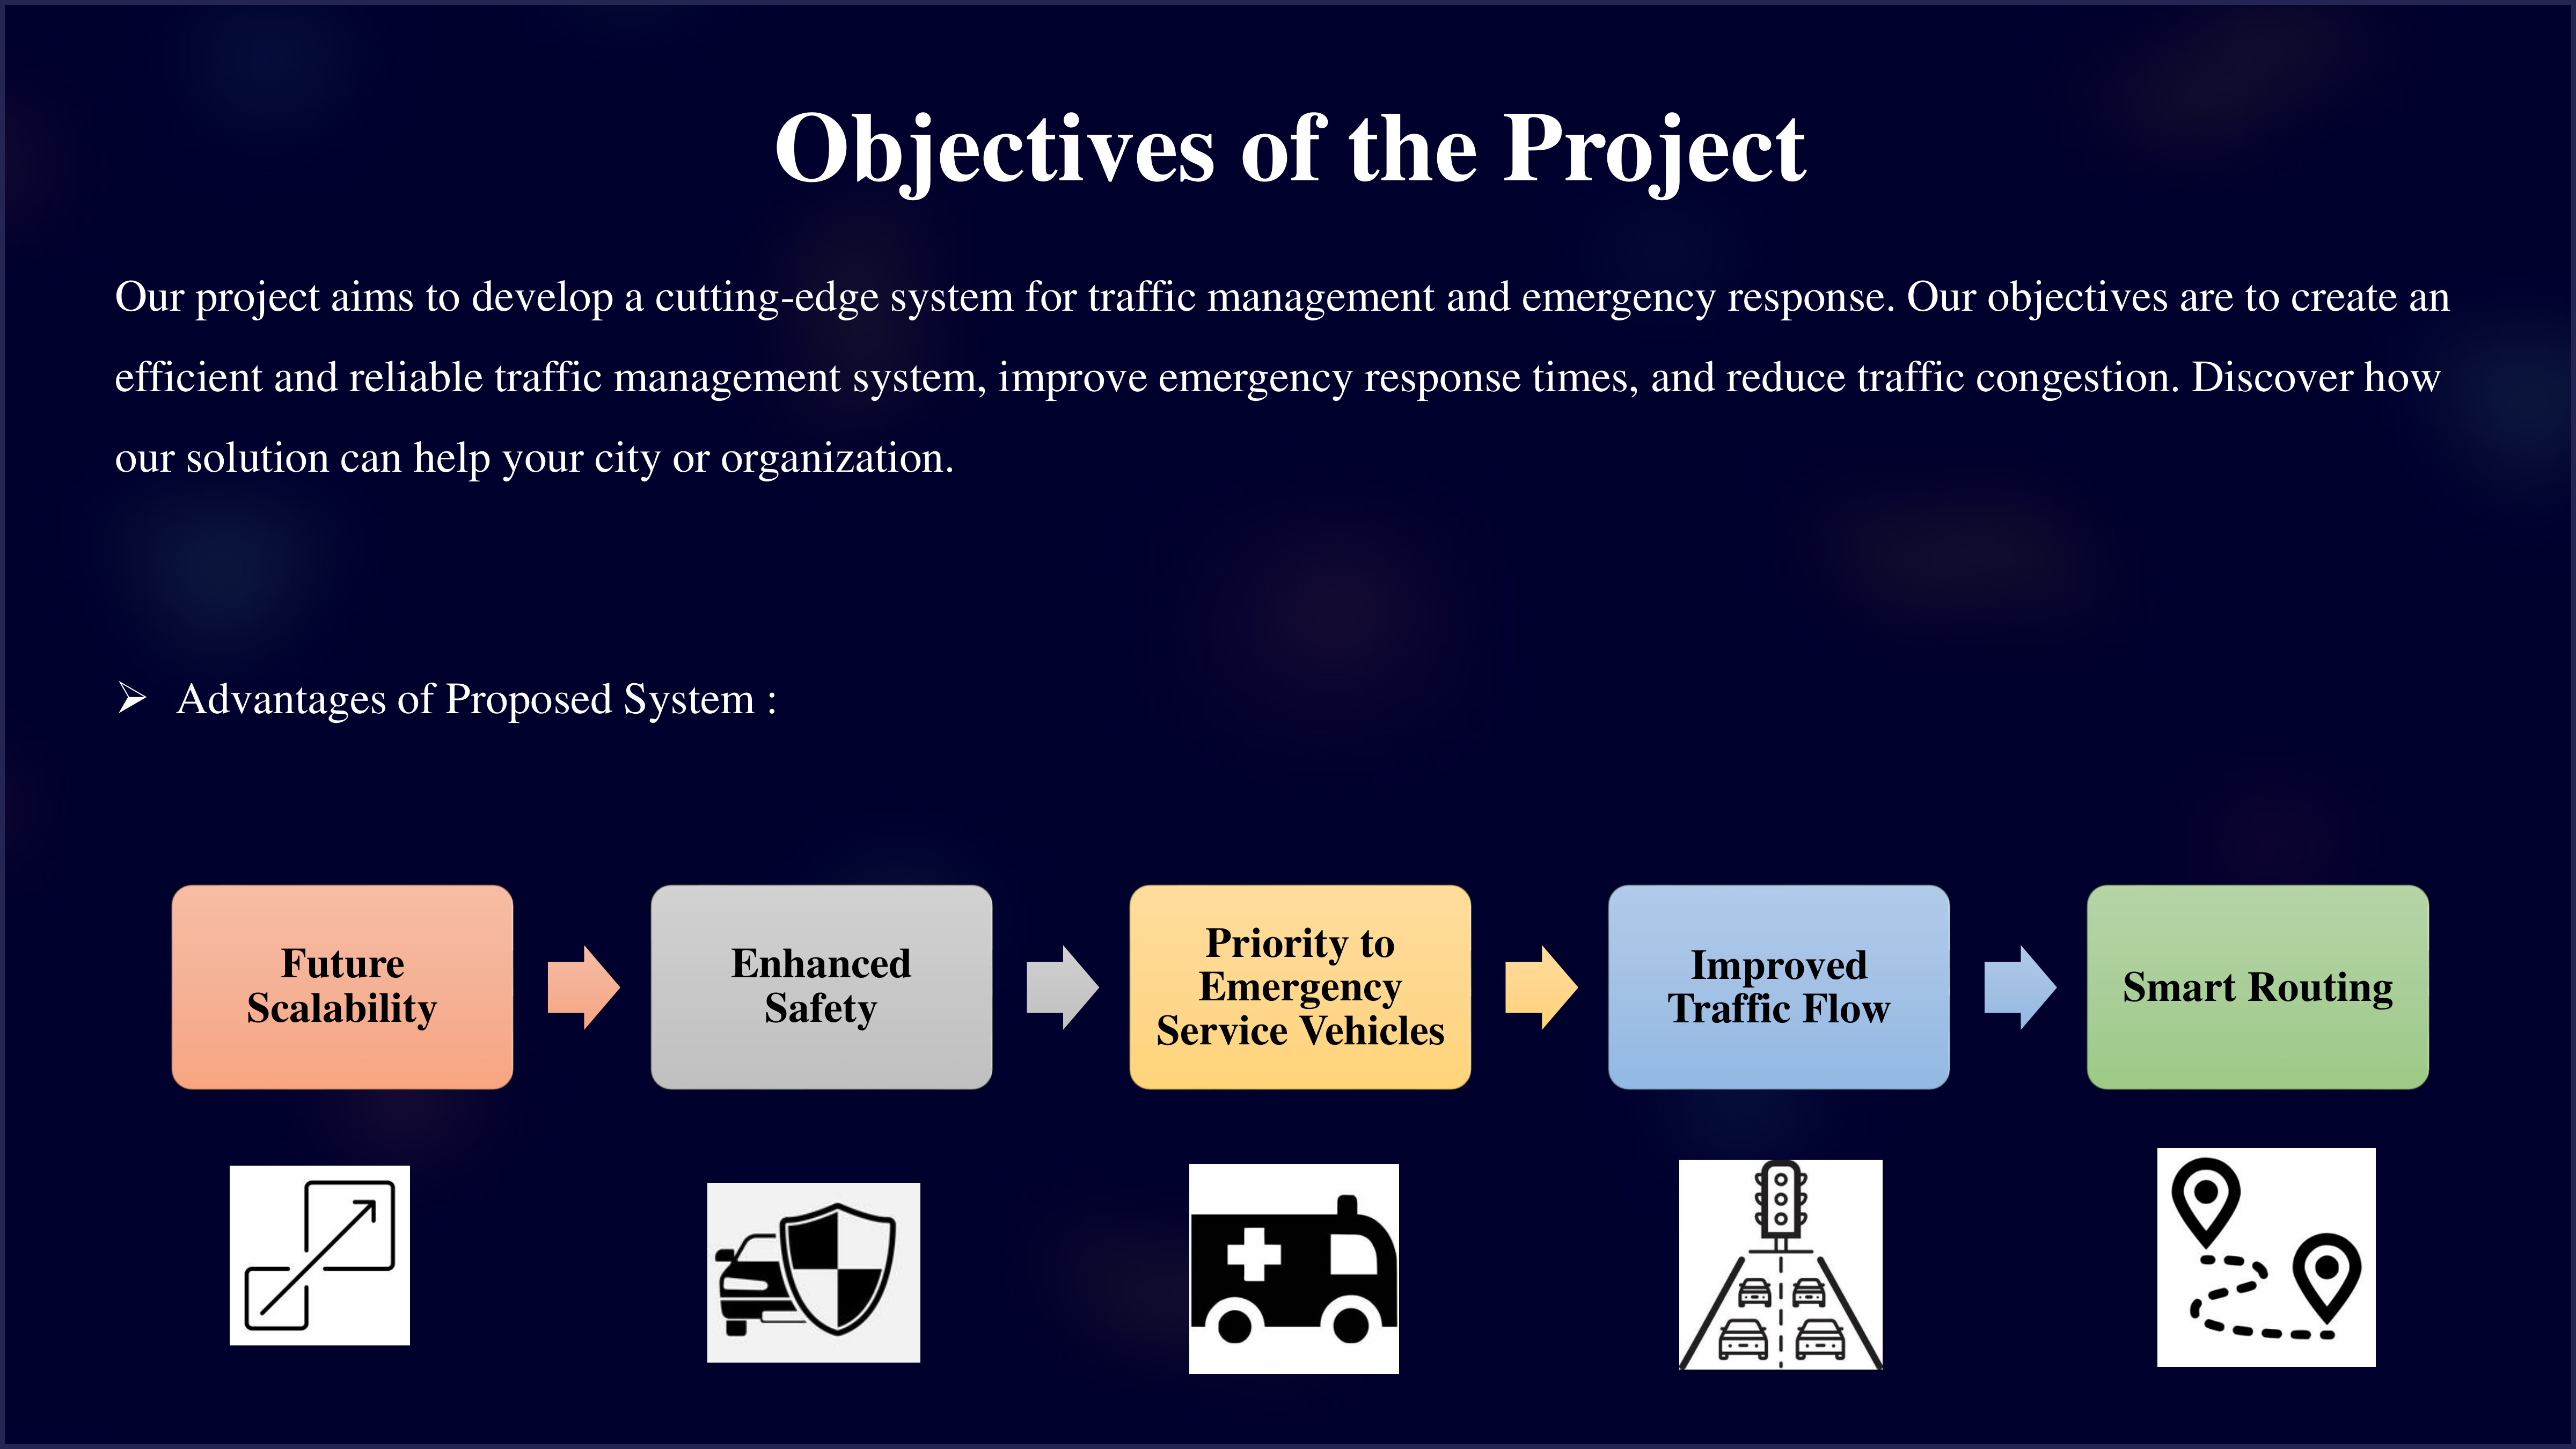 Objectives of the Project
Our project aims to develop a cutting-edge system for traffic management and emergency response. Our objectives are to create an
efficient and reliable traffic management system, improve emergency response times, and reduce traffic congestion. Discover how
our solution can help your city or organization.
➢ Advantages of Proposed System :
Future
Scalability
Enhanced
Safety
Priority to
Emergency
Service Vehicles
Improved
Traffic Flow
Smart Routing